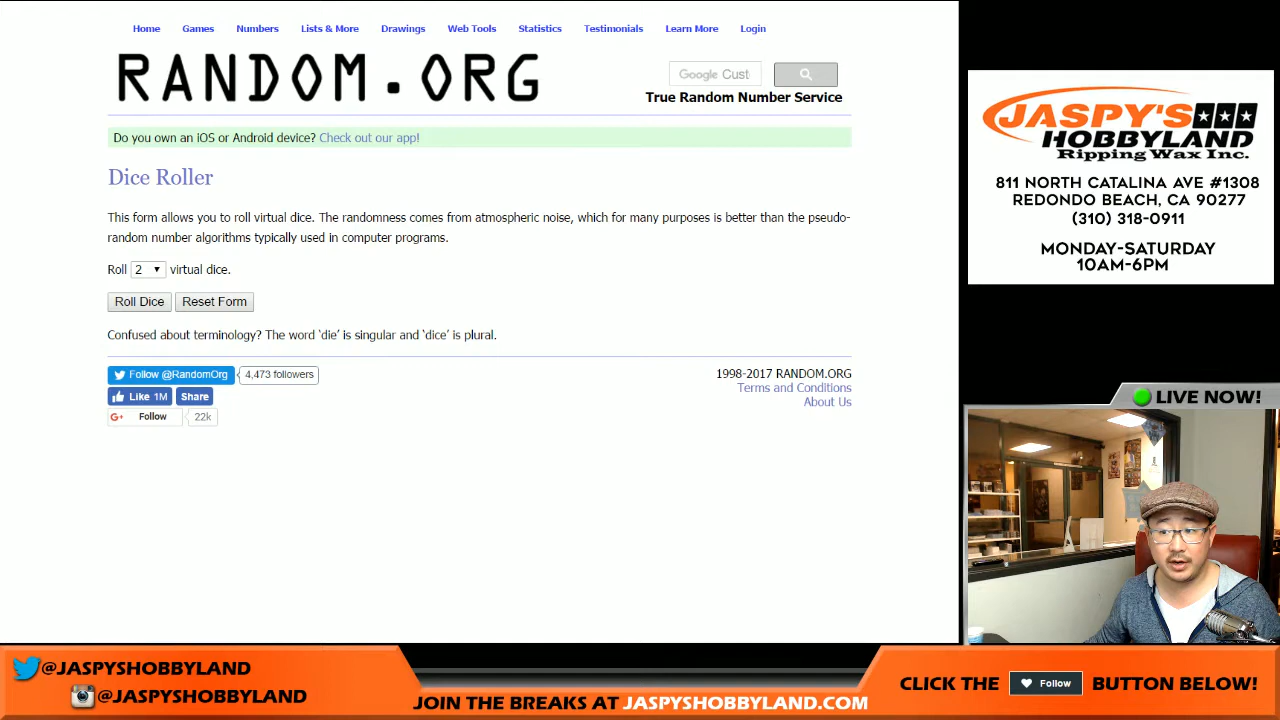 Home Games Numbers Lists & More Drawings Web Tools Statistics Testimonials Learn More Login
RANDOM.ORG
Google Cust
True Random Number Service
Do you own an iOS or Android device? Check out our app!
Dice Roller
This form allows you to roll virtual dice. The randomness comes from atmospheric noise, which for many purposes is better than the pseudo-
random number algorithms typically used in computer programs.
Roll 2 virtual dice.
Roll Dice Reset Form
Confused about terminology? The word ‘die’ is singular and ‘dice’ is plural.
Follow @RandomOrg 4,473 followers
Like 1M Share
G+ Follow 22k
1998-2017 RANDOM.ORG
Terms and Conditions
About Us
JASPY'S
HOBBYLAND
Ripping Wax Inc.
811 NORTH CATALINA AVE #1308
REDONDO BEACH, CA 90277
(310) 318-0911
MONDAY-SATURDAY
10AM-6PM
LIVE NOW!
@JASPYSHOBBYLAND
@JASPYSHOBBYLAND
JOIN THE BREAKS AT JASPYSHOBBYLAND.COM
CLICK THE Follow BUTTON BELOW!